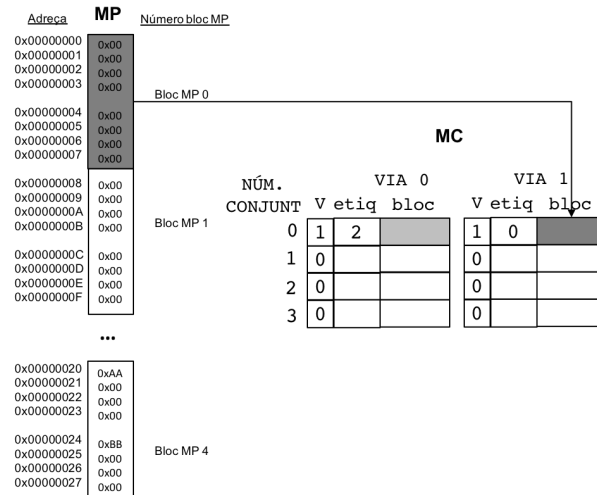 Adreça MP Número bloc MP
0x00000000 0x00
0x00000001 0x00
0x00000002 0x00
0x00000003 0x00
Bloc MP 0
0x00000004 0x00
0x00000005 0x00
0x00000006 0x00
0x00000007 0x00
0x00000008 0x00
0x00000009 0x00
0x0000000A 0x00
0x0000000B 0x00
Bloc MP 1
0x0000000C 0x00
0x0000000D 0x00
0x0000000E 0x00
0x0000000F 0x00
...
0x00000020 0xAA
0x00000021 0x00
0x00000022 0x00
0x00000023 0x00
0x00000024 0xBB
0x00000025 0x00
Bloc MP 4
0x00000026 0x00
0x00000027 0x00
MC
NÚM. VIA 0 VIA 1
CONJUNT V etiq bloc V etiq bloc
0 1 2 1 0
1 0 0
2 0 0
3 0 0